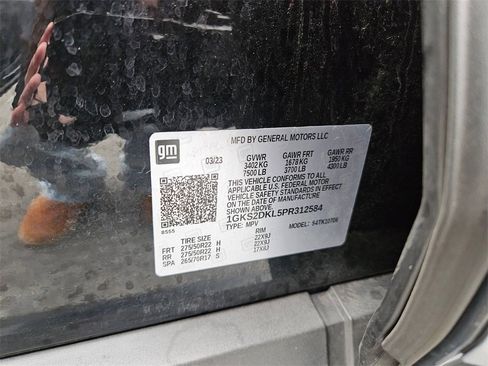 MFD BY GENERAL MOTORS LLC
gm
03/23
GVWR GAWR FRT GAWR RR
3402 KG 1678 KG 1950 KG
7500 LB 3700 LB 4300 LB
THIS VEHICLE CONFORMS TO ALL
APPLICABLE U.S. FEDERAL MOTOR
VEHICLE SAFETY STANDARDS IN EFFECT
ON THE DATE OF MANUFACTURE
SHOWN ABOVE.
1GKS2DKL5PR312584
TYPE: MPV MODEL: 94TK10706
8555
TIRE SIZE RIM
FRT 275/50R22 H 22X9J
RR 275/50R22 H 22X9J
SPA 265/70R17 S 17X8J